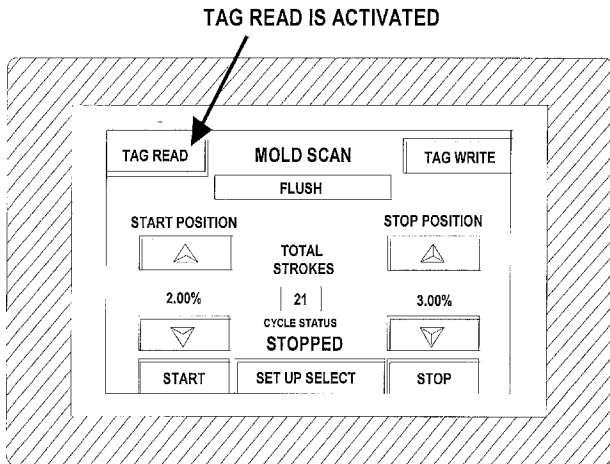 TAG READ IS ACTIVATED
TAG READ
MOLD SCAN
TAG WRITE
FLUSH
START POSITION
STOP POSITION
TOTAL
STROKES
2.00%
21
3.00%
CYCLE STATUS
STOPPED
START
SET UP SELECT
STOP